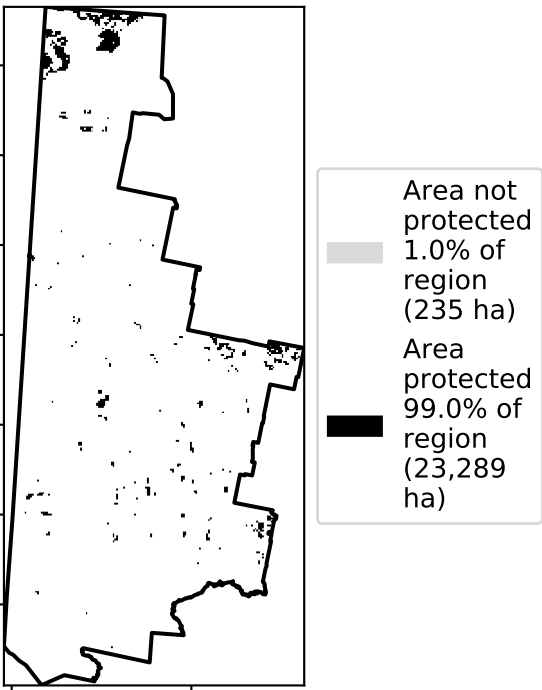 Area not
protected
1.0% of
region
(235 ha)
Area
protected
99.0% of
region
(23,289
ha)